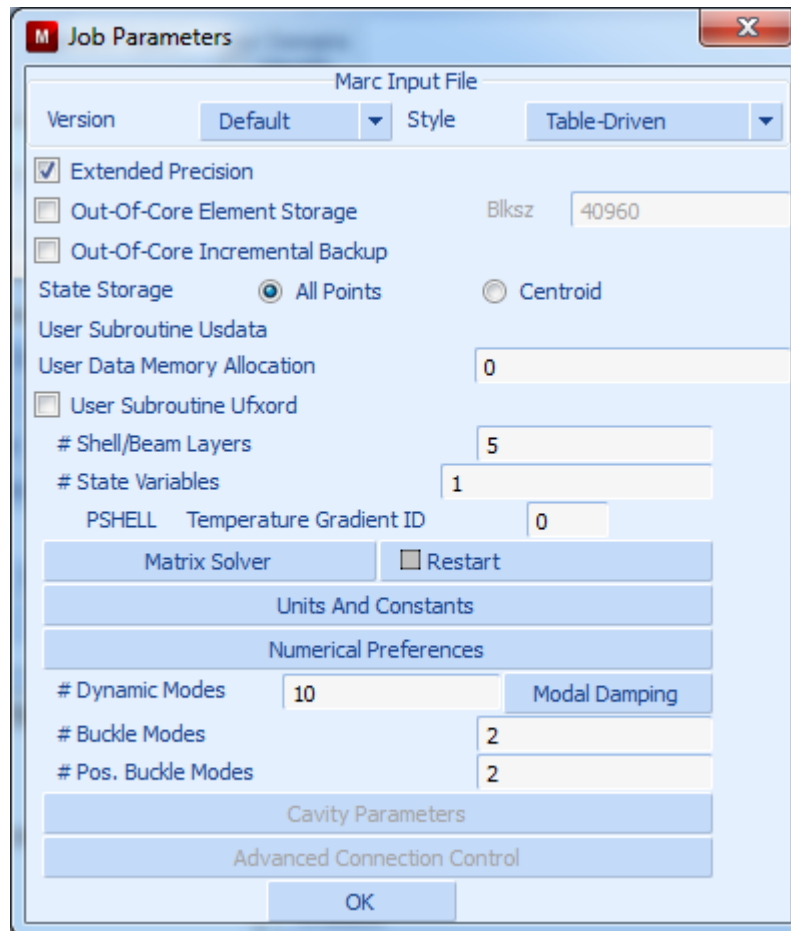 M Job Parameters
Marc Input File
Version Default Style Table-Driven
Extended Precision
Out-Of-Core Element Storage Blksz 40960
Out-Of-Core Incremental Backup
State Storage All Points Centroid
User Subroutine Usdata
User Data Memory Allocation 0
User Subroutine Ufxord
# Shell/Beam Layers 5
# State Variables 1
PSHELL Temperature Gradient ID 0
Matrix Solver Restart
Units And Constants
Numerical Preferences
# Dynamic Modes 10 Modal Damping
# Buckle Modes 2
# Pos. Buckle Modes 2
Cavity Parameters
Advanced Connection Control
OK